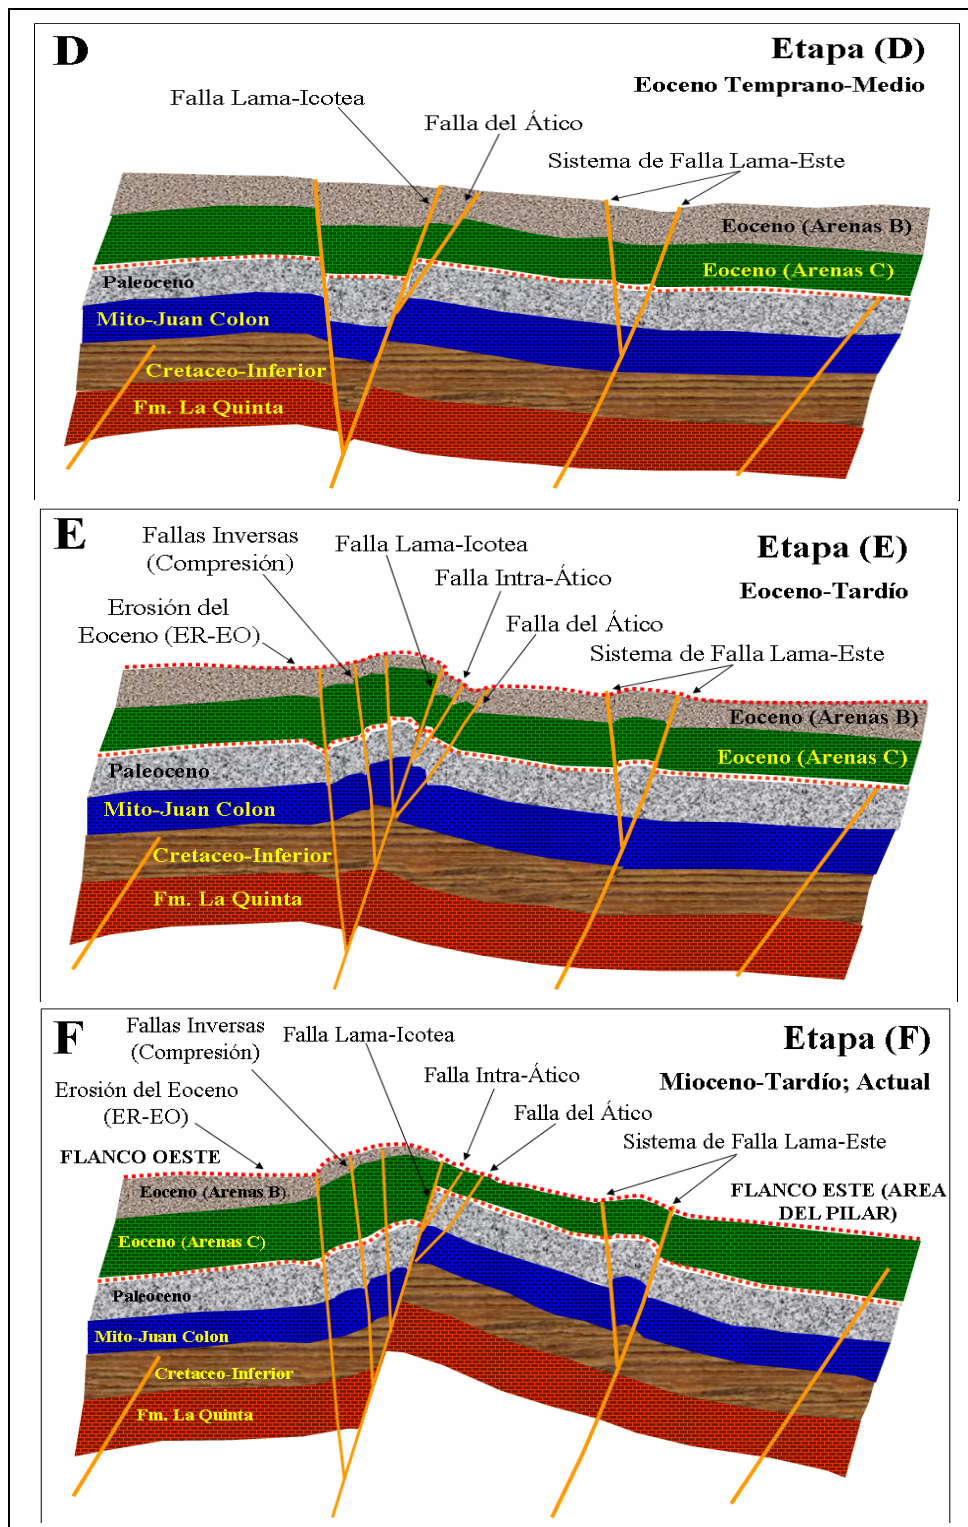 D
Etapa (D)
Eoceno Temprano-Medio
Falla Lama-Icotea
Falla del Ático
Sistema de Falla Lama-Este
Eoceno (Arenas B)
Eoceno (Arenas C)
Paleoceno
Mito-Juan Colon
Cretaceo-Inferior
Fm. La Quinta
E
Etapa (E)
Eoceno-Tardío
Fallas Inversas
(Compresión)
Falla Lama-Icotea
Falla Intra-Ático
Erosión del
Eoceno (ER-EO)
Falla del Ático
Sistema de Falla Lama-Este
Eoceno (Arenas B)
Eoceno (Arenas C)
Paleoceno
Mito-Juan Colon
Cretaceo-Inferior
Fm. La Quinta
F
Etapa (F)
Mioceno-Tardío; Actual
Fallas Inversas
(Compresión)
Falla Lama-Icotea
Falla Intra-Ático
Erosión del Eoceno
(ER-EO)
Falla del Ático
Sistema de Falla Lama-Este
FLANCO OESTE
FLANCO ESTE (AREA
DEL PILAR)
Eoceno (Arenas B)
Eoceno (Arenas C)
Paleoceno
Mito-Juan Colon
Cretaceo-Inferior
Fm. La Quinta